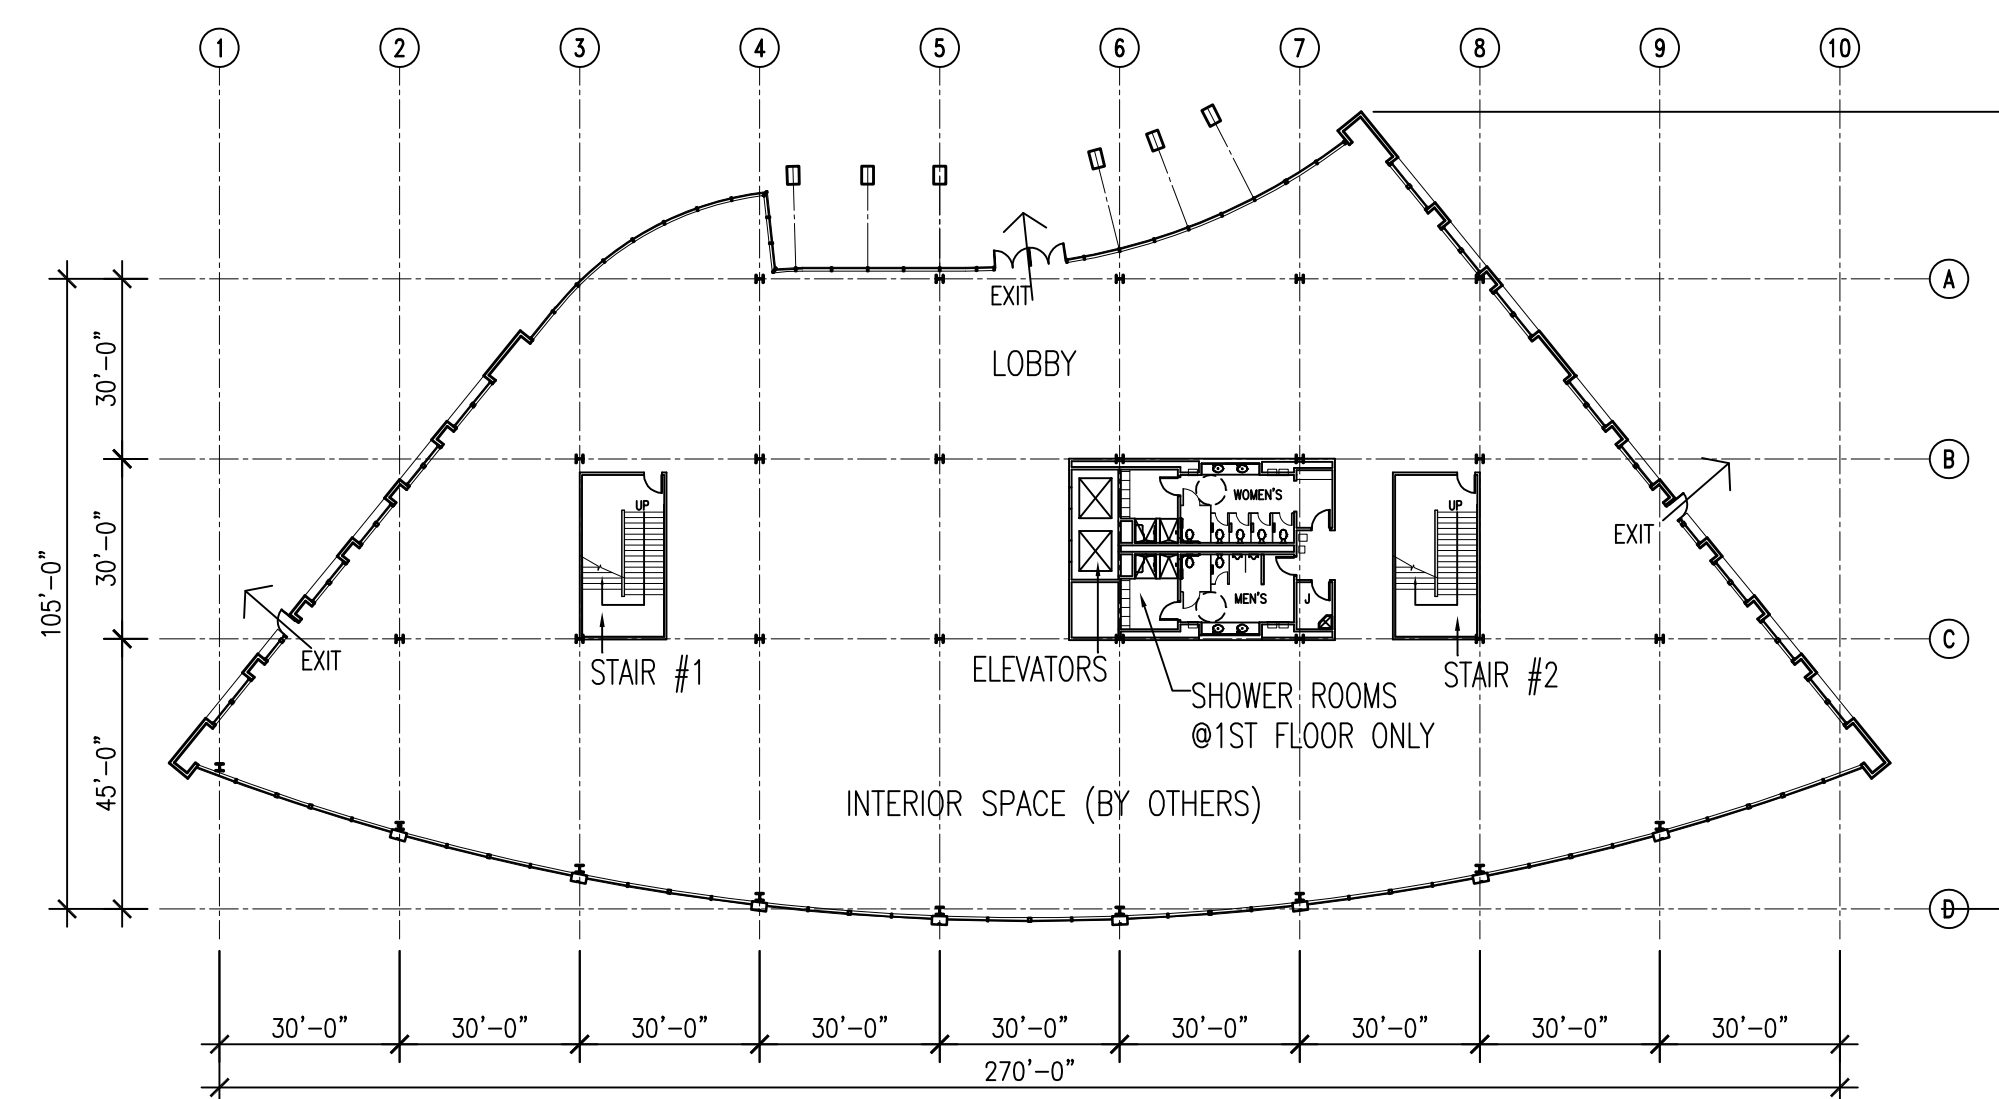 1 2 3 4 5 6 7 8 9 10
A
EXIT
LOBBY
30'-0"
B
WOMEN'S
UP
UP
EXIT
30'-0"
105'-0"
MEN'S
J
C
EXIT
STAIR #1
ELEVATORS
STAIR #2
SHOWER ROOMS
@1ST FLOOR ONLY
45'-0"
INTERIOR SPACE (BY OTHERS)
D
30'-0" 30'-0" 30'-0" 30'-0" 30'-0" 30'-0" 30'-0" 30'-0" 30'-0"
270'-0"